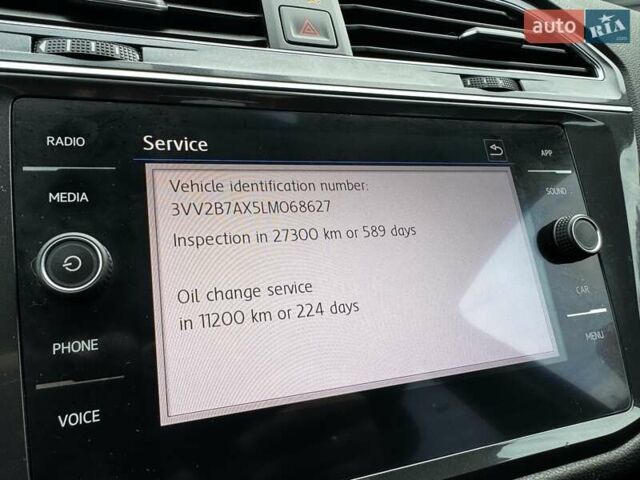 auto RIA .com
RADIO
MEDIA
PHONE
VOICE
Service
Vehicle identification number:
3VV2B7AX5LM068627
Inspection in 27300 km or 589 days
Oil change service
in 11200 km or 224 days
APP
SOUND
CAR
MENU